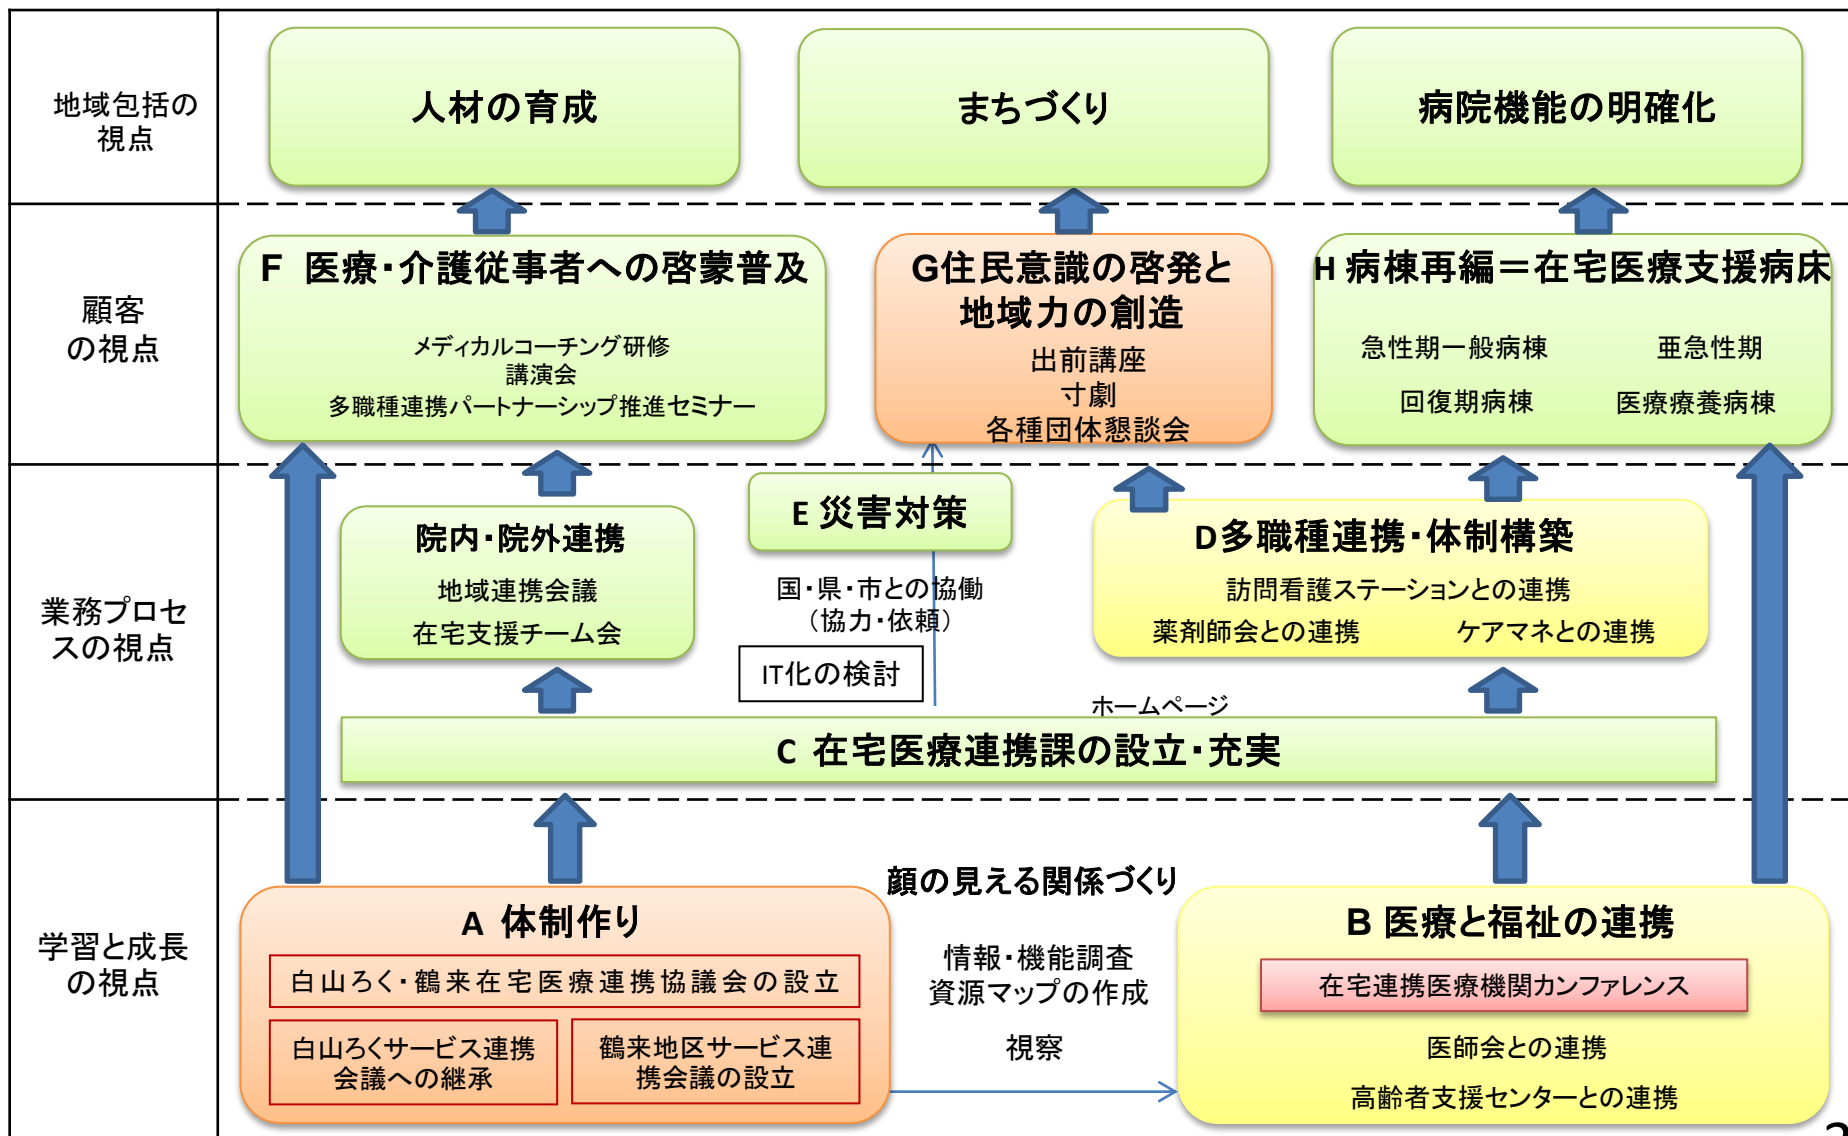 地域包括の
視点
人材の育成
まちづくり
病院機能の明確化
顧客
の視点
F 医療・介護従事者への啓蒙普及
メディカルコーチング研修
講演会
多職種連携パートナーシップ推進セミナー
G住民意識の啓発と
地域力の創造
出前講座
寸劇
各種団体懇談会
H 病棟再編＝在宅医療支援病床
急性期一般病棟
亜急性期
回復期病棟
医療療養病棟
業務プロセ
スの視点
院内・院外連携
地域連携会議
在宅支援チーム会
E 災害対策
国・県・市との協働
（協力・依頼）
IT化の検討
D多職種連携・体制構築
訪問看護ステーションとの連携
薬剤師会との連携
ケアマネとの連携
ホームページ
C 在宅医療連携課の設立・充実
学習と成長
の視点
A 体制作り
白山ろく・鶴来在宅医療連携協議会の設立
白山ろくサービス連携
会議への継承
鶴来地区サービス連
携会議の設立
顔の見える関係づくり
情報・機能調査
資源マップの作成
視察
B 医療と福祉の連携
在宅連携医療機関カンファレンス
医師会との連携
高齢者支援センターとの連携